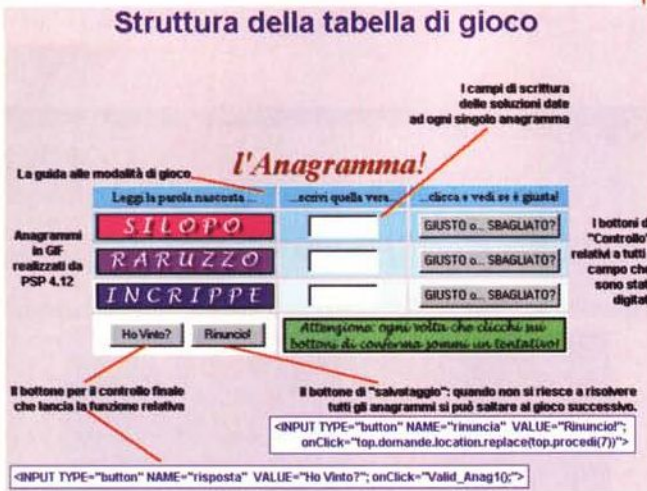 Struttura della tabella di gioco
I campi di scrittura
delle soluzioni date
ad ogni singolo anagramma
La guida alle modalità di gioco
l'Anagramma!
Leggi la parola nascosta ...
...scrivi quella vera...
...clicca e vedi se è giusta!
Anagrammi
in GIF
realizzati da
PSP 4.12
SILOPO
GIUSTO o... SBAGLIATO?
RARUZZO
GIUSTO o... SBAGLIATO?
INCRIPPE
GIUSTO o... SBAGLIATO?
I bottoni d
"Controllo"
relativi a tutti
campo che
sono stat
digitat
Ho Vinto?
Rinuncio!
Attenzione: ogni volta che clicchi sui
bottoni di conferma sommi un tentativo!
Il bottone per il controllo finale
che lancia la funzione relativa
Il bottone di "salvataggio": quando non si riesce a risolvere
tutti gli anagrammi si può saltare al gioco successivo.
<INPUT TYPE="button" NAME="rinuncia" VALUE="Rinuncio!";
onClick="top.domande.location.replace(top.procedi(7))">
<INPUT TYPE="button" NAME="risposta" VALUE="Ho Vinto?"; onClick="Valid_Anag1();">